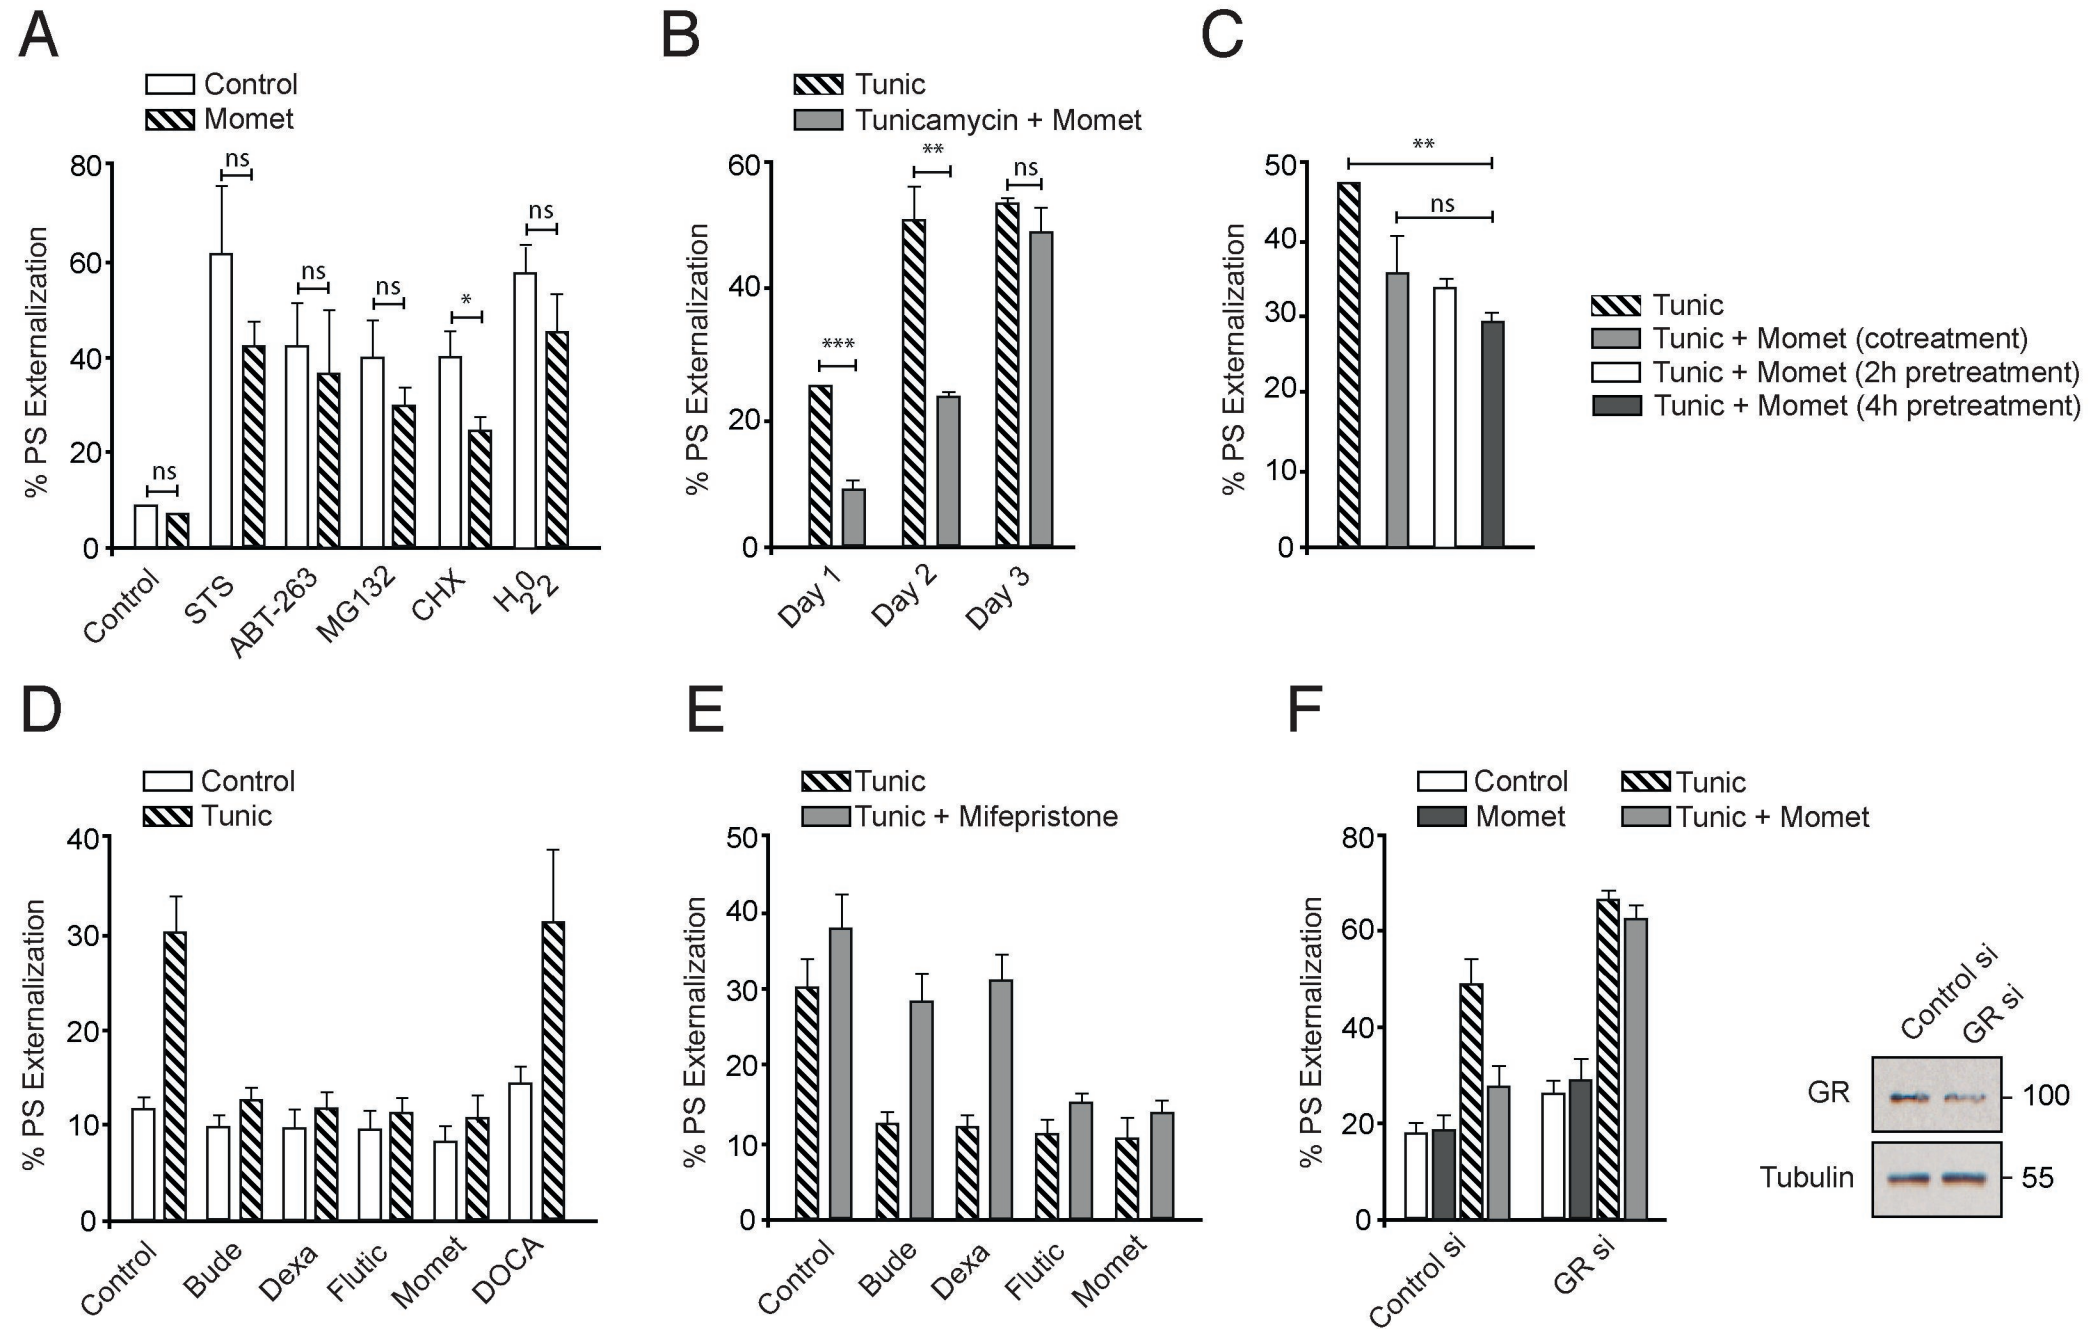 A
Control
Momet
% PS Externalization
80
60
40
20
0
ns
ns
ns
ns
*
ns
Control
STS
ABT-263
MG132
CHX
H2O2
B
Tunic
Tunicamycin + Momet
% PS Externalization
60
40
20
0
***
**
ns
Day 1
Day 2
Day 3
C
% PS Externalization
50
40
30
20
10
0
**
ns
Tunic
Tunic + Momet (cotreatment)
Tunic + Momet (2h pretreatment)
Tunic + Momet (4h pretreatment)
D
Control
Tunic
% PS Externalization
40
30
20
10
0
Control
Bude
Dexa
Flutic
Momet
DOCA
E
Tunic
Tunic + Mifepristone
% PS Externalization
50
40
30
20
10
0
Control
Bude
Dexa
Flutic
Momet
F
Control
Tunic
Momet
Tunic + Momet
% PS Externalization
80
60
40
20
0
Control si
GR si
Control si
GR si
GR
100
Tubulin
55